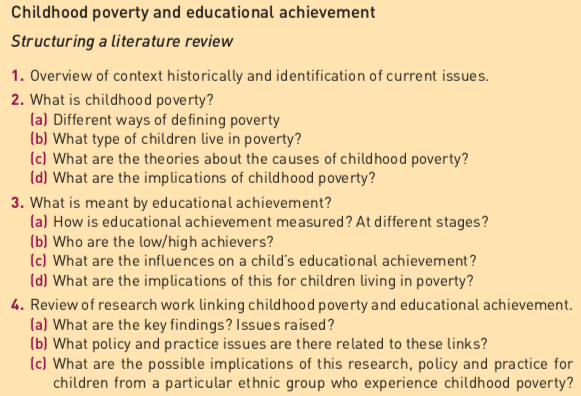 Childhood poverty and educational achievement
Structuring a literature review
1. Overview of context historically and identification of current issues.
2. What is childhood poverty?
(a) Different ways of defining poverty
(b) What type of children live in poverty?
(c) What are the theories about the causes of childhood poverty?
(d) What are the implications of childhood poverty?
3. What is meant by educational achievement?
(a) How is educational achievement measured? At different stages?
(b) Who are the low/high achievers?
(c) What are the influences on a child's educational achievement?
(d) What are the implications of this for children living in poverty?
4. Review of research work linking childhood poverty and educational achievement.
(a) What are the key findings? Issues raised?
(b) What policy and practice issues are there related to these links?
(c) What are the possible implications of this research, policy and practice for
children from a particular ethnic group who experience childhood poverty?